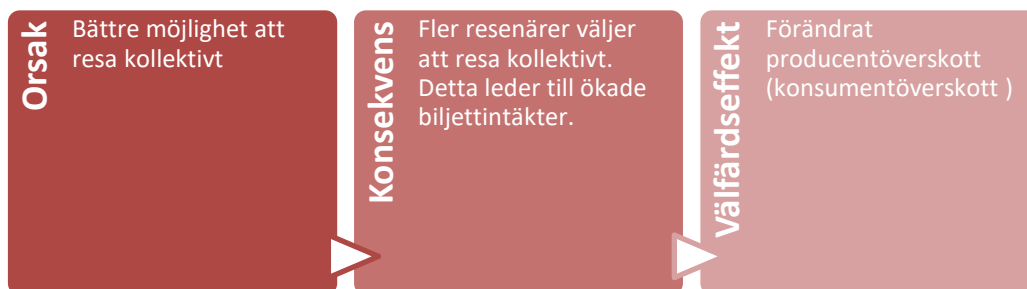 Orsak
Bättre möjlighet att
resa kollektivt
Konsekvens
Fler resenärer väljer
att resa kollektivt.
Detta leder till ökade
biljettintäkter.
Välfärdseffekt
Förändrat
producentöverskott
(konsumentöverskott )